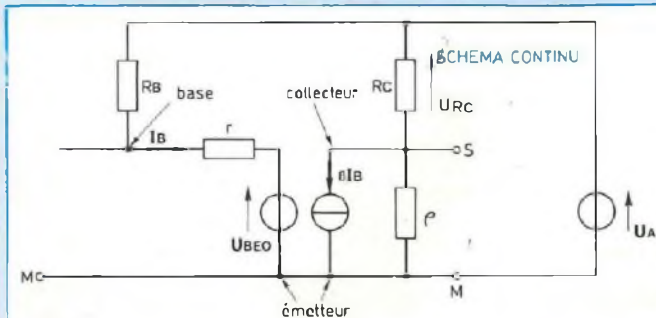 SCHEMA CONTINU
RB
base
collecteur
RC
URC
IB
r
S
βIB
UBEO
ρ
UA
M
M
émetteur